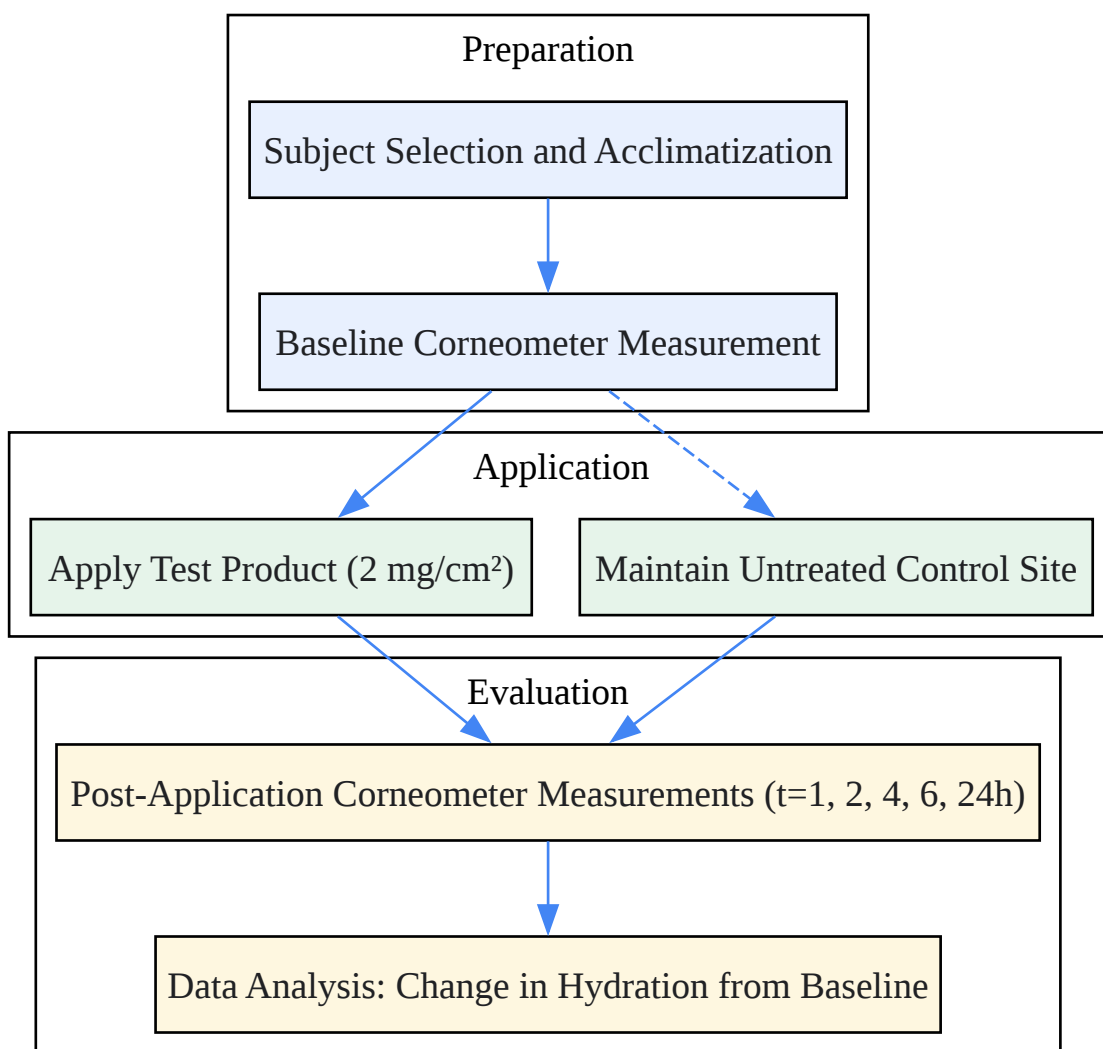 Preparation
Subject Selection and Acclimatization
Baseline Corneometer Measurement
Application
Apply Test Product (2 mg/cm²)
Maintain Untreated Control Site
Evaluation
Post-Application Corneometer Measurements (t=1, 2, 4, 6, 24h)
Data Analysis: Change in Hydration from Baseline